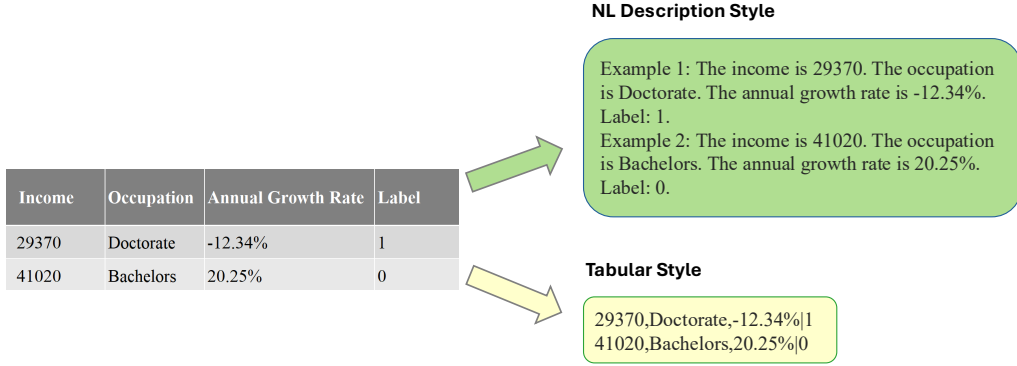 NL Description Style
Example 1: The income is 29370. The occupation
is Doctorate. The annual growth rate is -12.34%.
Label: 1.
Example 2: The income is 41020. The occupation
is Bachelors. The annual growth rate is 20.25%.
Label: 0.
Income Occupation Annual Growth Rate Label
29370 Doctorate -12.34% 1
41020 Bachelors 20.25% 0
Tabular Style
29370,Doctorate,-12.34%|1
41020,Bachelors,20.25%|0